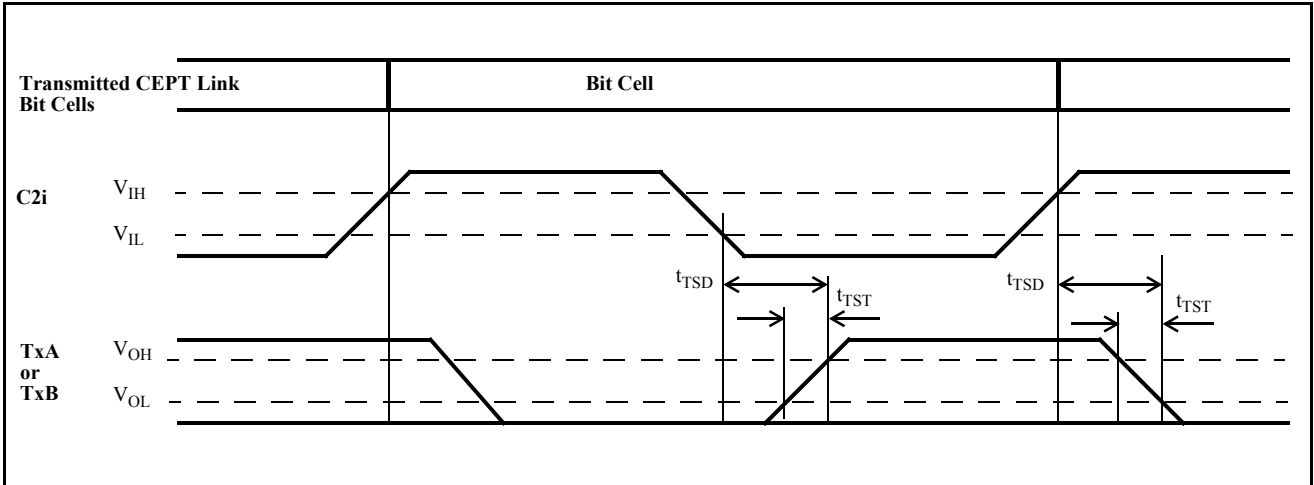 Transmitted CEPT Link
Bit Cells
Bit Cell
C2i
VIH
VIL
tTSD
tTST
tTSD
tTST
TxA
or
TxB
VOH
VOL